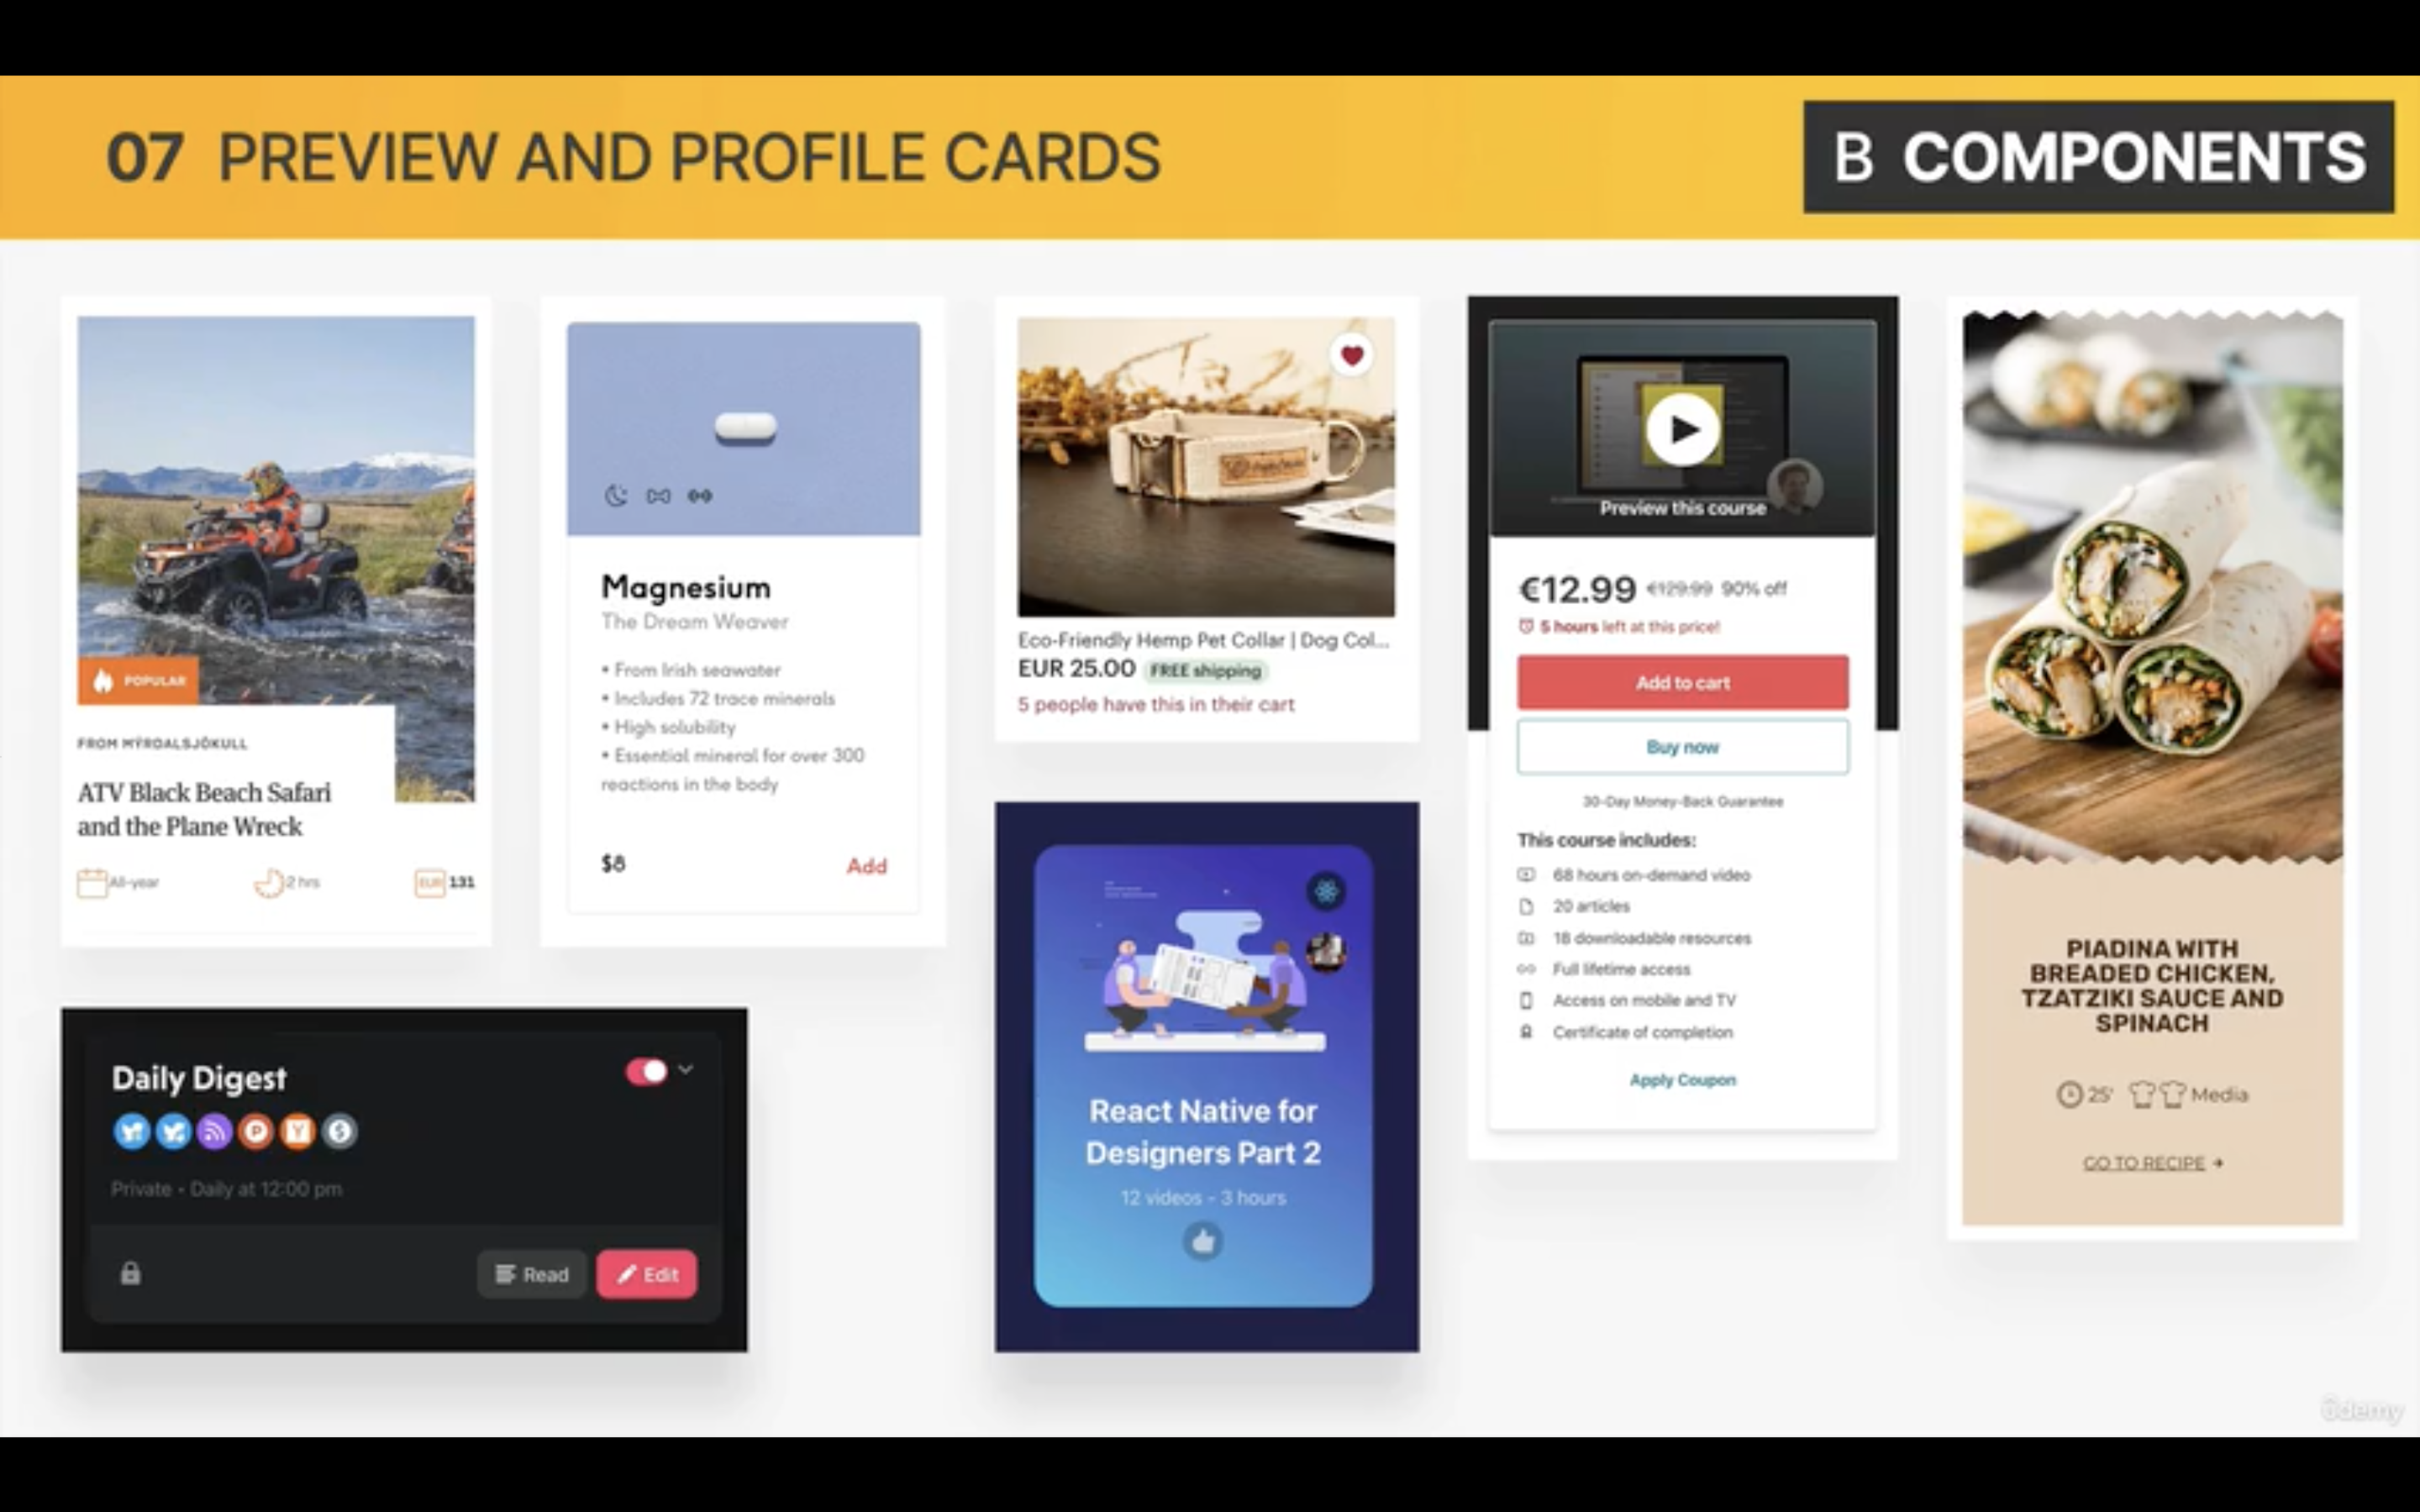 07 PREVIEW AND PROFILE CARDS
B COMPONENTS
POPULAR
FROM MÝRDALSJÖKULL
ATV Black Beach Safari
and the Plane Wreck
All-year
2 hrs
EUR 131
Magnesium
The Dream Weaver
• From Irish seawater
• Includes 72 trace minerals
• High solubility
• Essential mineral for over 300
reactions in the body
$8
Add
Eco-Friendly Hemp Pet Collar | Dog Col...
EUR 25.00 FREE shipping
5 people have this in their cart
Preview this course
€12.99 €129.99 90% off
5 hours left at this price!
Add to cart
Buy now
30-Day Money-Back Guarantee
This course includes:
68 hours on-demand video
20 articles
18 downloadable resources
Full lifetime access
Access on mobile and TV
Certificate of completion
Apply Coupon
PIADINA WITH
BREADED CHICKEN,
TZATZIKI SAUCE AND
SPINACH
25' Media
GO TO RECIPE →
Daily Digest
Private • Daily at 12:00 pm
Read
Edit
React Native for
Designers Part 2
12 videos - 3 hours
ûdemy